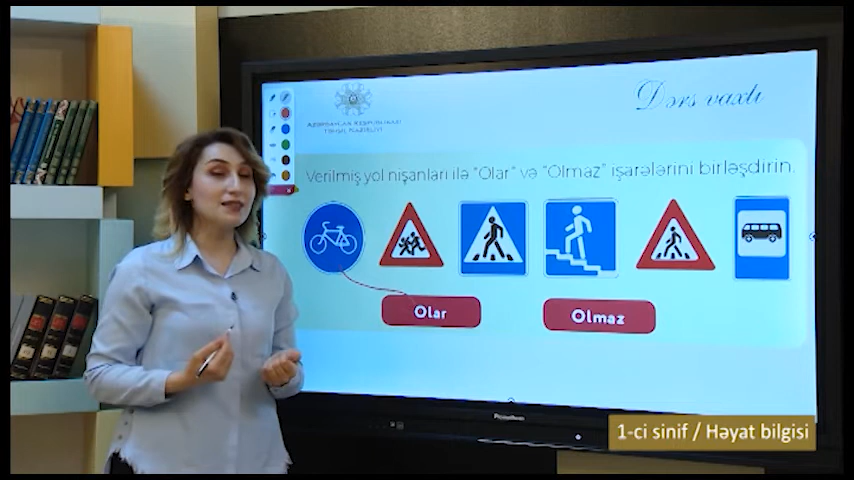 Dərs vaxtı
AZƏRBAYCAN RESPUBLİKASI
TƏHSİL NAZİRLİYİ
Verilmiş yol nişanları ilə "Olar" və "Olmaz" işarələrini birləşdirin.
Olar
Olmaz
1-ci sinif / Həyat bilgisi